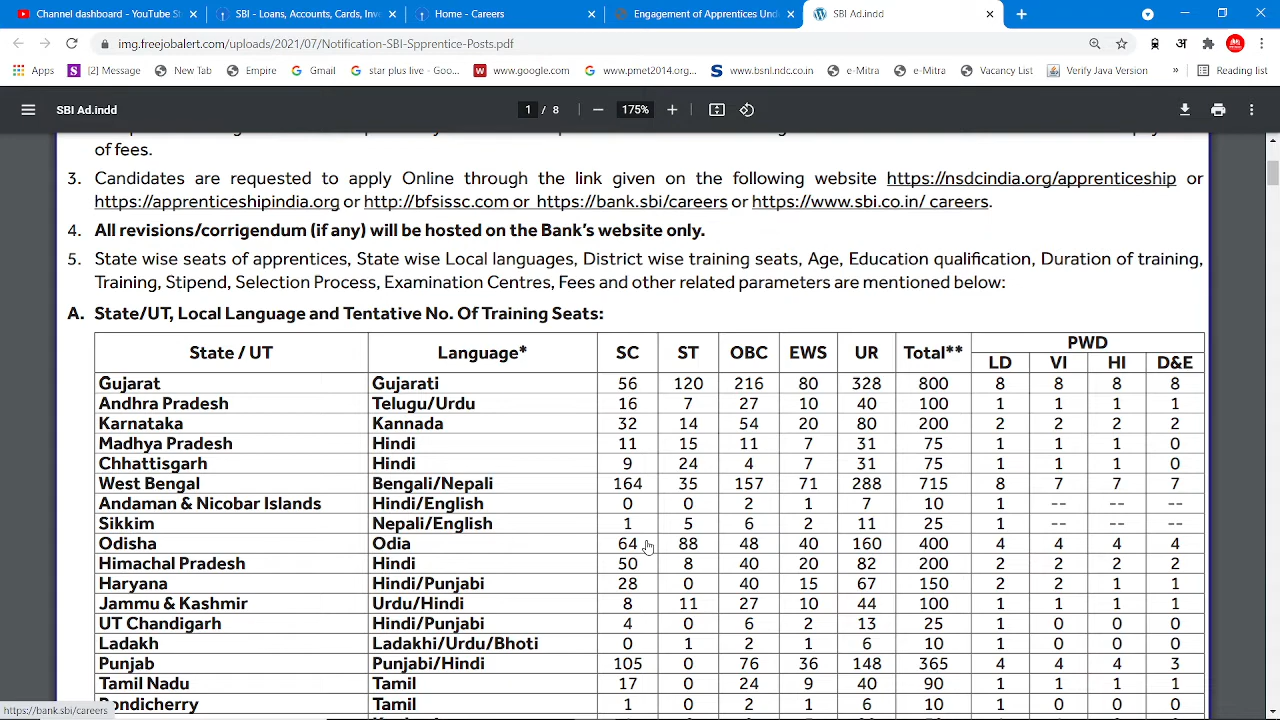 Channel dashboard - YouTube St
SBI - Loans, Accounts, Cards, Inv
Home - Careers
Engagement of Apprentices Und
SBI Ad.indd
img.freejobalert.com/uploads/2021/07/Notification-SBI-Spprentice-Posts.pdf
अ
Apps [2] Message New Tab Empire Gmail star plus live - Goo... www.google.com www.pmet2014.org... www.bsnl.ndc.co.in e-Mitra e-Mitra Vacancy List Verify Java Version » Reading list
SBI Ad.indd 1 / 8 175%
of fees.
3. Candidates are requested to apply Online through the link given on the following website https://nsdcindia.org/apprenticeship or
https://apprenticeshipindia.org or http://bfsissc.com or https://bank.sbi/careers or https://www.sbi.co.in/ careers.
4. All revisions/corrigendum (if any) will be hosted on the Bank's website only.
5. State wise seats of apprentices, State wise Local languages, District wise training seats, Age, Education qualification, Duration of training,
Training, Stipend, Selection Process, Examination Centres, Fees and other related parameters are mentioned below:
A. State/UT, Local Language and Tentative No. Of Training Seats:
State / UT Language* SC ST OBC EWS UR Total** PWD
LD VI HI D&E
Gujarat Gujarati 56 120 216 80 328 800 8 8 8 8
Andhra Pradesh Telugu/Urdu 16 7 27 10 40 100 1 1 1 1
Karnataka Kannada 32 14 54 20 80 200 2 2 2 2
Madhya Pradesh Hindi 11 15 11 7 31 75 1 1 1 0
Chhattisgarh Hindi 9 24 4 7 31 75 1 1 1 0
West Bengal Bengali/Nepali 164 35 157 71 288 715 8 7 7 7
Andaman & Nicobar Islands Hindi/English 0 0 2 1 7 10 1 -- -- --
Sikkim Nepali/English 1 5 6 2 11 25 1 -- -- --
Odisha Odia 64 88 48 40 160 400 4 4 4 4
Himachal Pradesh Hindi 50 8 40 20 82 200 2 2 2 2
Haryana Hindi/Punjabi 28 0 40 15 67 150 2 2 1 1
Jammu & Kashmir Urdu/Hindi 8 11 27 10 44 100 1 1 1 1
UT Chandigarh Hindi/Punjabi 4 0 6 2 13 25 1 0 0 0
Ladakh Ladakhi/Urdu/Bhoti 0 1 2 1 6 10 1 0 0 0
Punjab Punjabi/Hindi 105 0 76 36 148 365 4 4 4 3
Tamil Nadu Tamil 17 0 24 9 40 90 1 1 1 1
Pondicherry Tamil 1 0 2 1 6 10 1 0 0 0
https://bank.sbi/careers